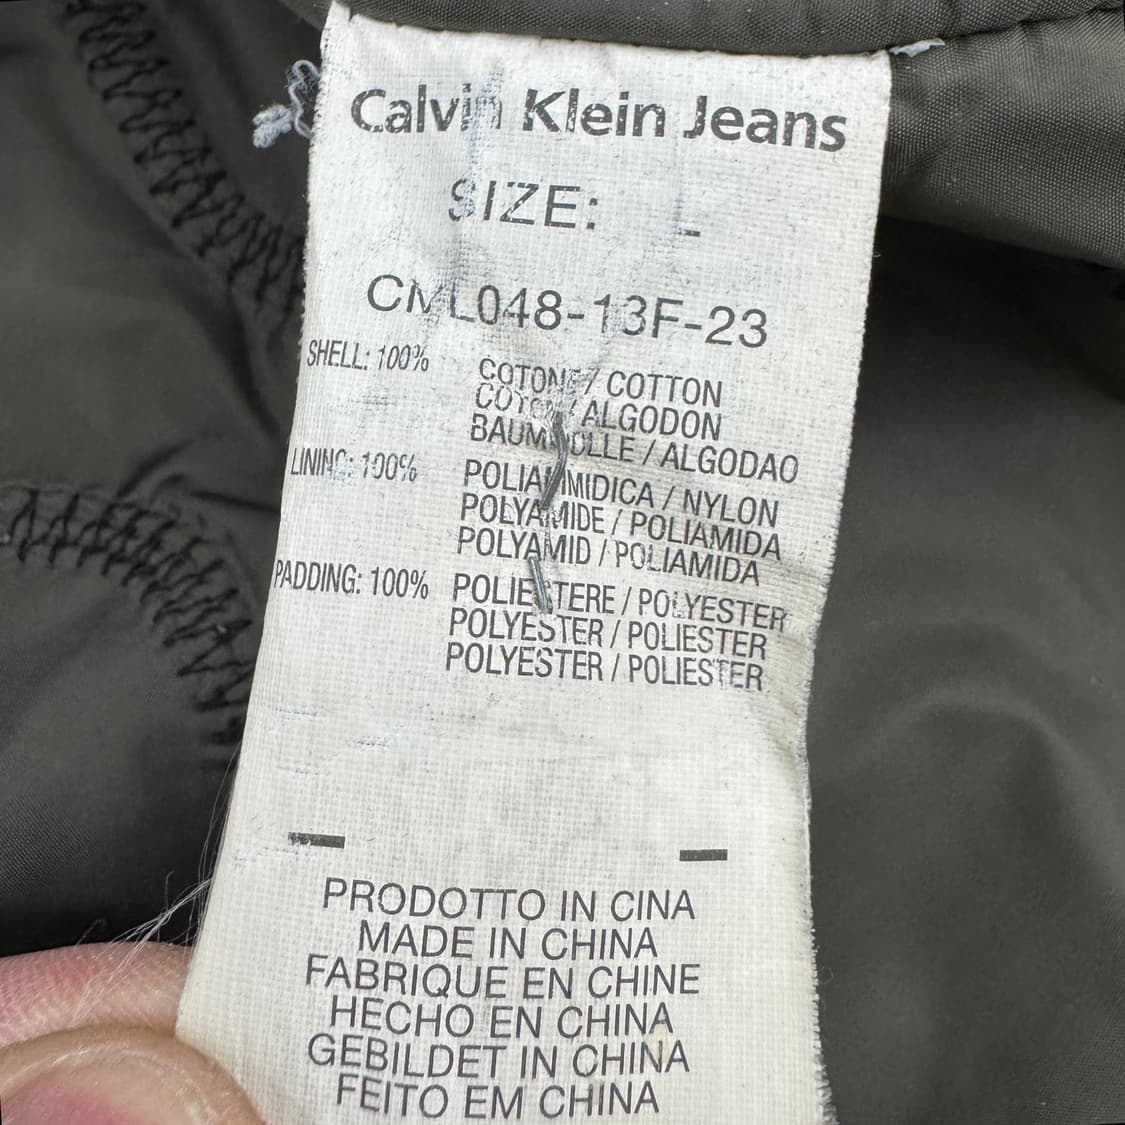 Calvin Klein Jeans
SIZE:
CML048-13F-23
SHELL: 100% COTONE / COTTON
COTON / ALGODON
BAUMWOLLE / ALGODAO
LINING: 100% POLIAMMIDICA / NYLON
POLYAMIDE / POLIAMIDA
POLYAMID / POLIAMIDA
PADDING: 100% POLIESTERE / POLYESTER
POLYESTER / POLIESTER
POLYESTER / POLIESTER
PRODOTTO IN CINA
MADE IN CHINA
FABRIQUE EN CHINE
HECHO EN CHINA
GEBILDET IN CHINA
FEITO EM CHINA